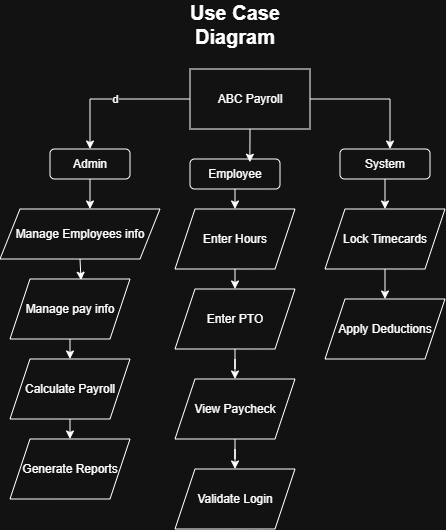 Use Case
Diagram
ABC Payroll
d
Admin
Employee
System
Manage Employees info
Enter Hours
Lock Timecards
Manage pay info
Enter PTO
Apply Deductions
Calculate Payroll
View Paycheck
Generate Reports
Validate Login